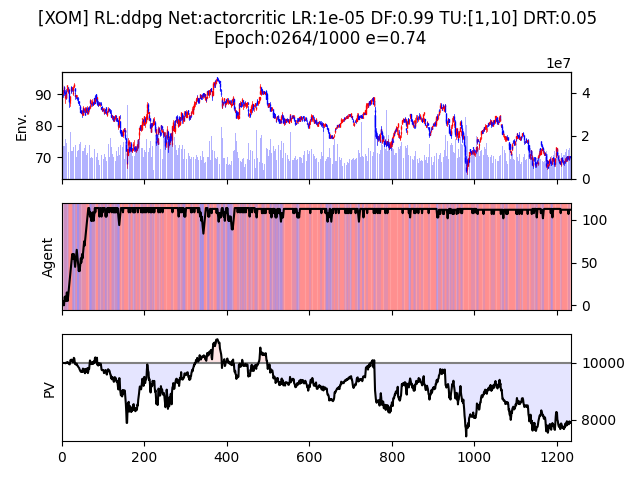 [XOM] RL:ddpg Net:actorcritic LR:1e-05 DF:0.99 TU:[1,10] DRT:0.05
Epoch:0264/1000 e=0.74
1e7
Env.
90
80
70
4
2
0
Agent
100
50
0
PV
10000
8000
0 200 400 600 800 1000 1200